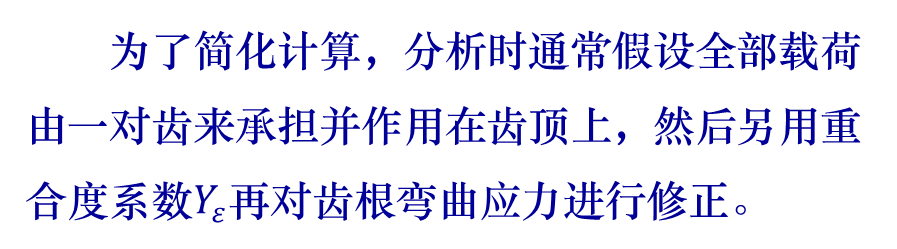 为了简化计算，分析时通常假设全部载荷
由一对齿来承担并作用在齿顶上，然后另用重
合度系数Yε再对齿根弯曲应力进行修正。